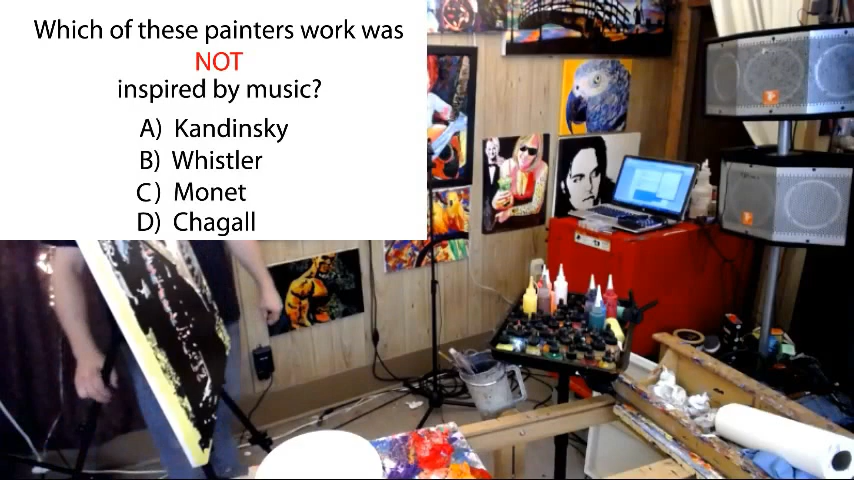 Which of these painters work was
NOT
inspired by music?
A) Kandinsky
B) Whistler
C) Monet
D) Chagall